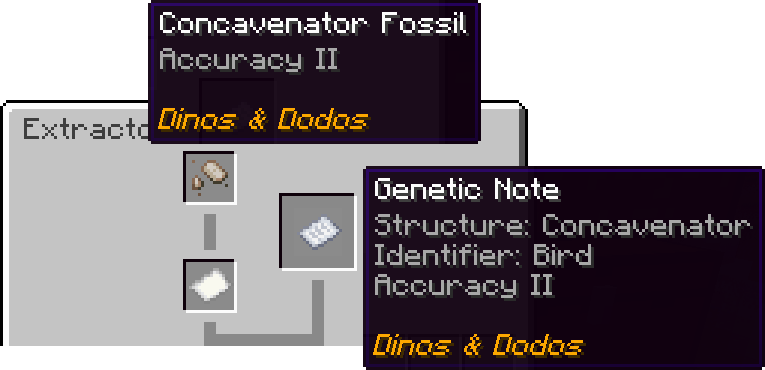 Concavenator Fossil
Accuracy II
Dinos & Dodos
Extracto
Genetic Note
Structure: Concavenator
Identifier: Bird
Accuracy II
Dinos & Dodos